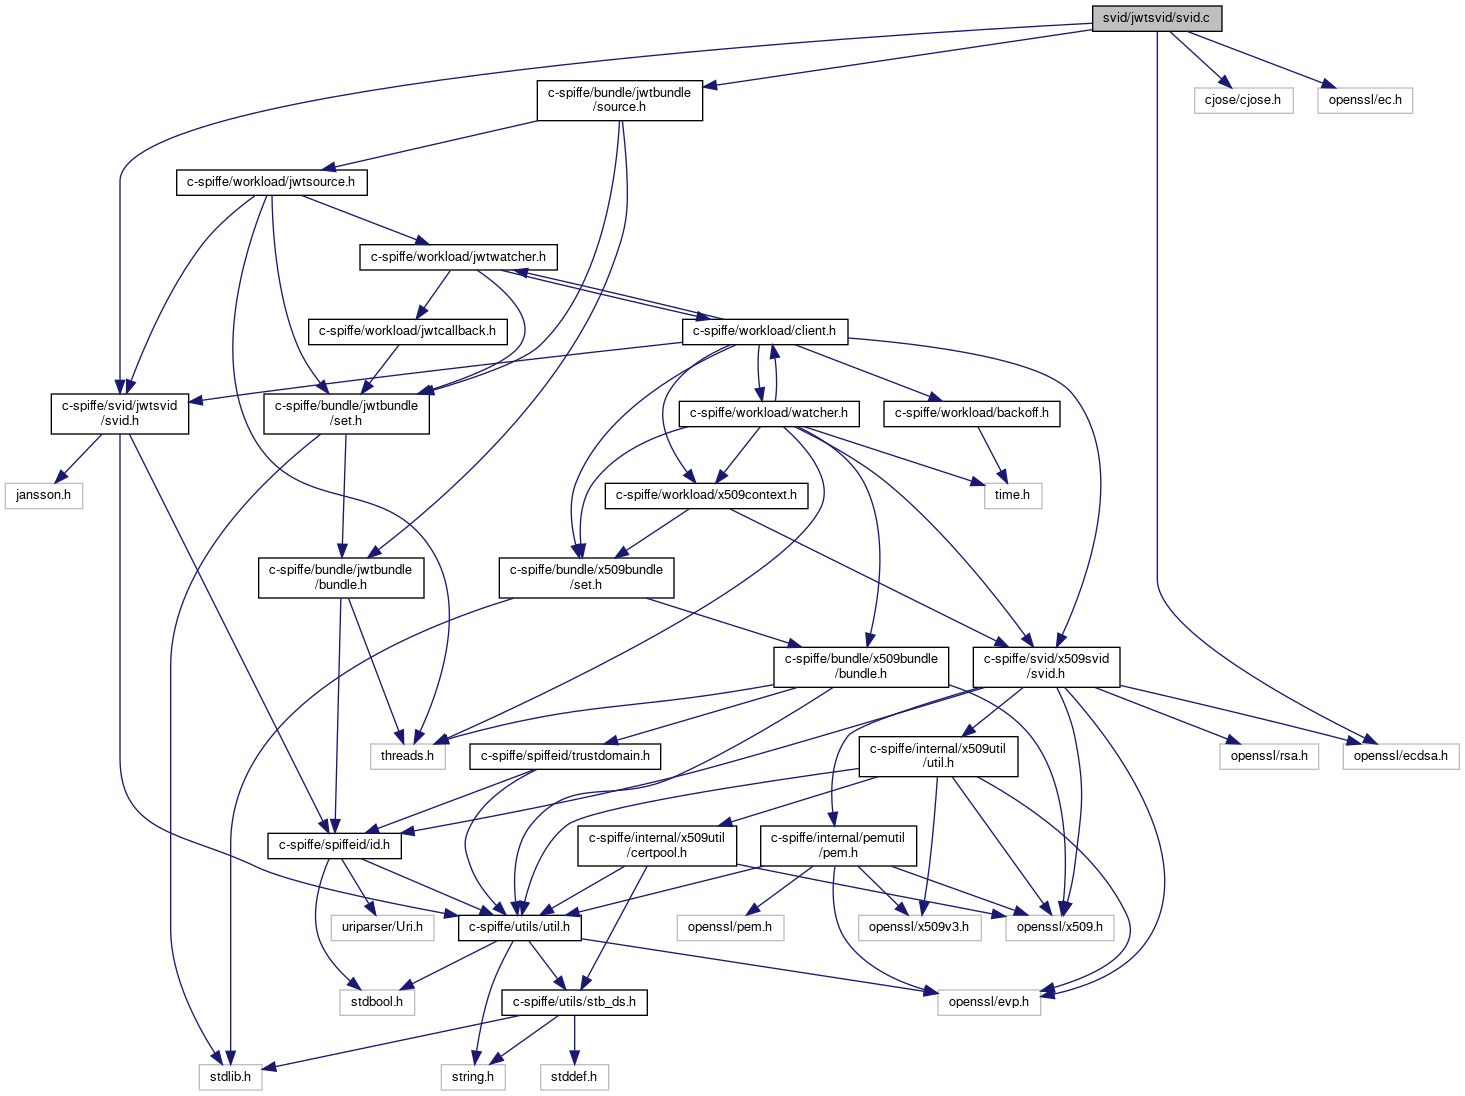 svid/jwtsvid/svid.c
c-spiffe/bundle/jwtbundle
/source.h
cjose/cjose.h
openssl/ec.h
c-spiffe/workload/jwtsource.h
c-spiffe/workload/jwtwatcher.h
c-spiffe/workload/jwtcallback.h
c-spiffe/workload/client.h
c-spiffe/svid/jwtsvid
/svid.h
c-spiffe/bundle/jwtbundle
/set.h
c-spiffe/workload/watcher.h
c-spiffe/workload/backoff.h
jansson.h
c-spiffe/workload/x509context.h
time.h
c-spiffe/bundle/jwtbundle
/bundle.h
c-spiffe/bundle/x509bundle
/set.h
c-spiffe/bundle/x509bundle
/bundle.h
c-spiffe/svid/x509svid
/svid.h
threads.h
c-spiffe/spiffeid/trustdomain.h
c-spiffe/internal/x509util
/util.h
openssl/rsa.h
openssl/ecdsa.h
c-spiffe/spiffeid/id.h
c-spiffe/internal/x509util
/certpool.h
c-spiffe/internal/pemutil
/pem.h
uriparser/Uri.h
c-spiffe/utils/util.h
openssl/pem.h
openssl/x509v3.h
openssl/x509.h
stdbool.h
c-spiffe/utils/stb_ds.h
openssl/evp.h
stdlib.h
string.h
stddef.h